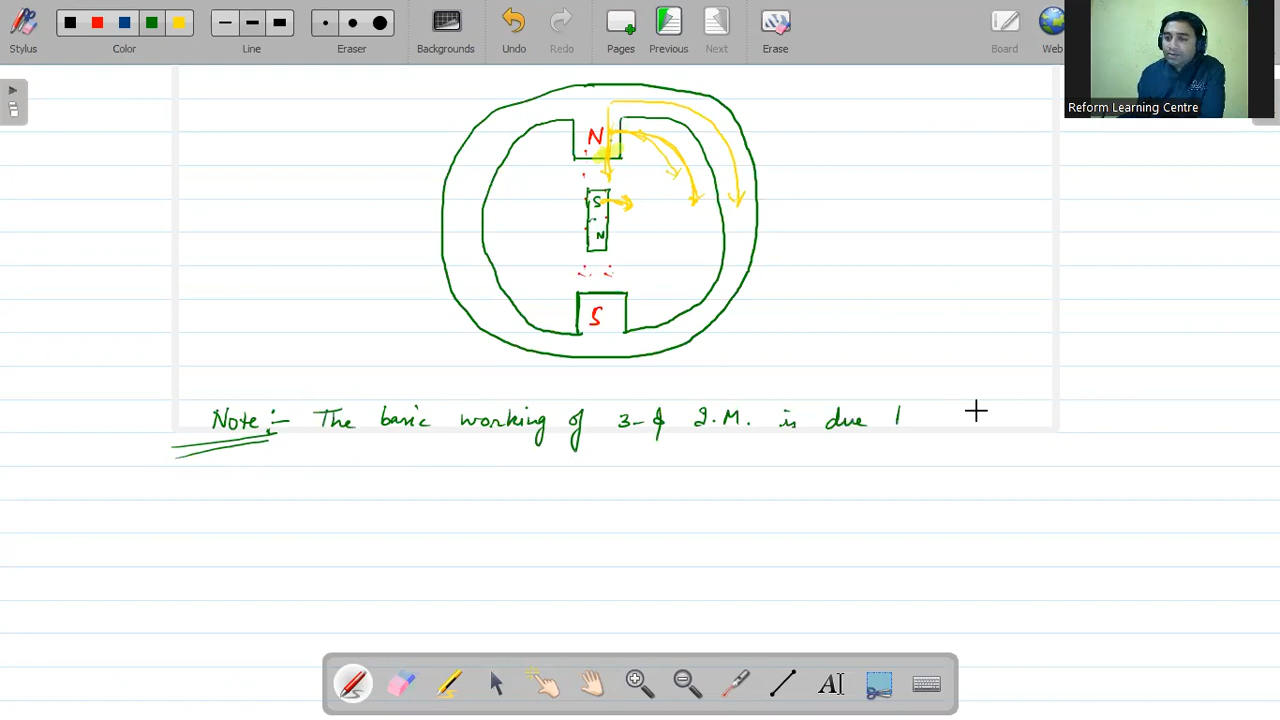 Stylus
Color
Line
Eraser
Backgrounds
Undo
Redo
Pages
Previous
Next
Erase
Board
Web
Reform Learning Centre
N
S
N
S
Note :- The basic working of 3-ϕ I.M. is due
AI